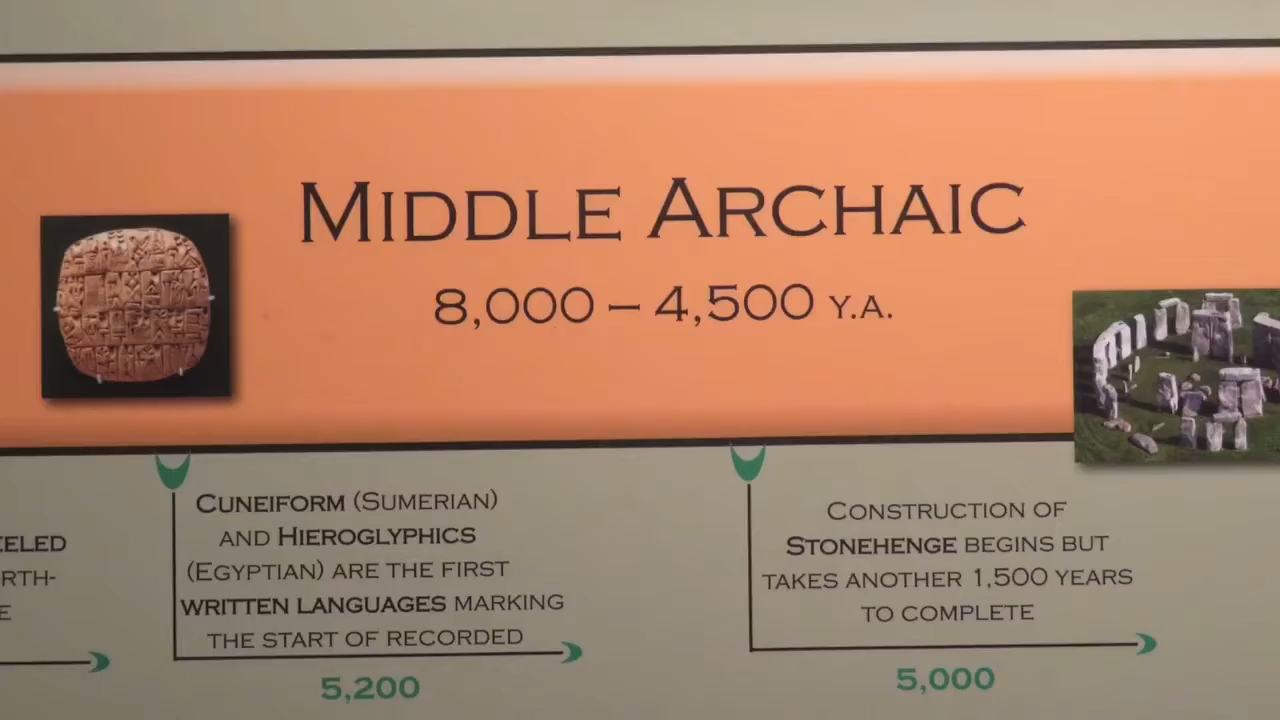 MIDDLE ARCHAIC
8,000 – 4,500 Y.A.
CUNEIFORM (SUMERIAN)
AND HIEROGLYPHICS
(EGYPTIAN) ARE THE FIRST
WRITTEN LANGUAGES MARKING
THE START OF RECORDED
5,200
CONSTRUCTION OF
STONEHENGE BEGINS BUT
TAKES ANOTHER 1,500 YEARS
TO COMPLETE
5,000